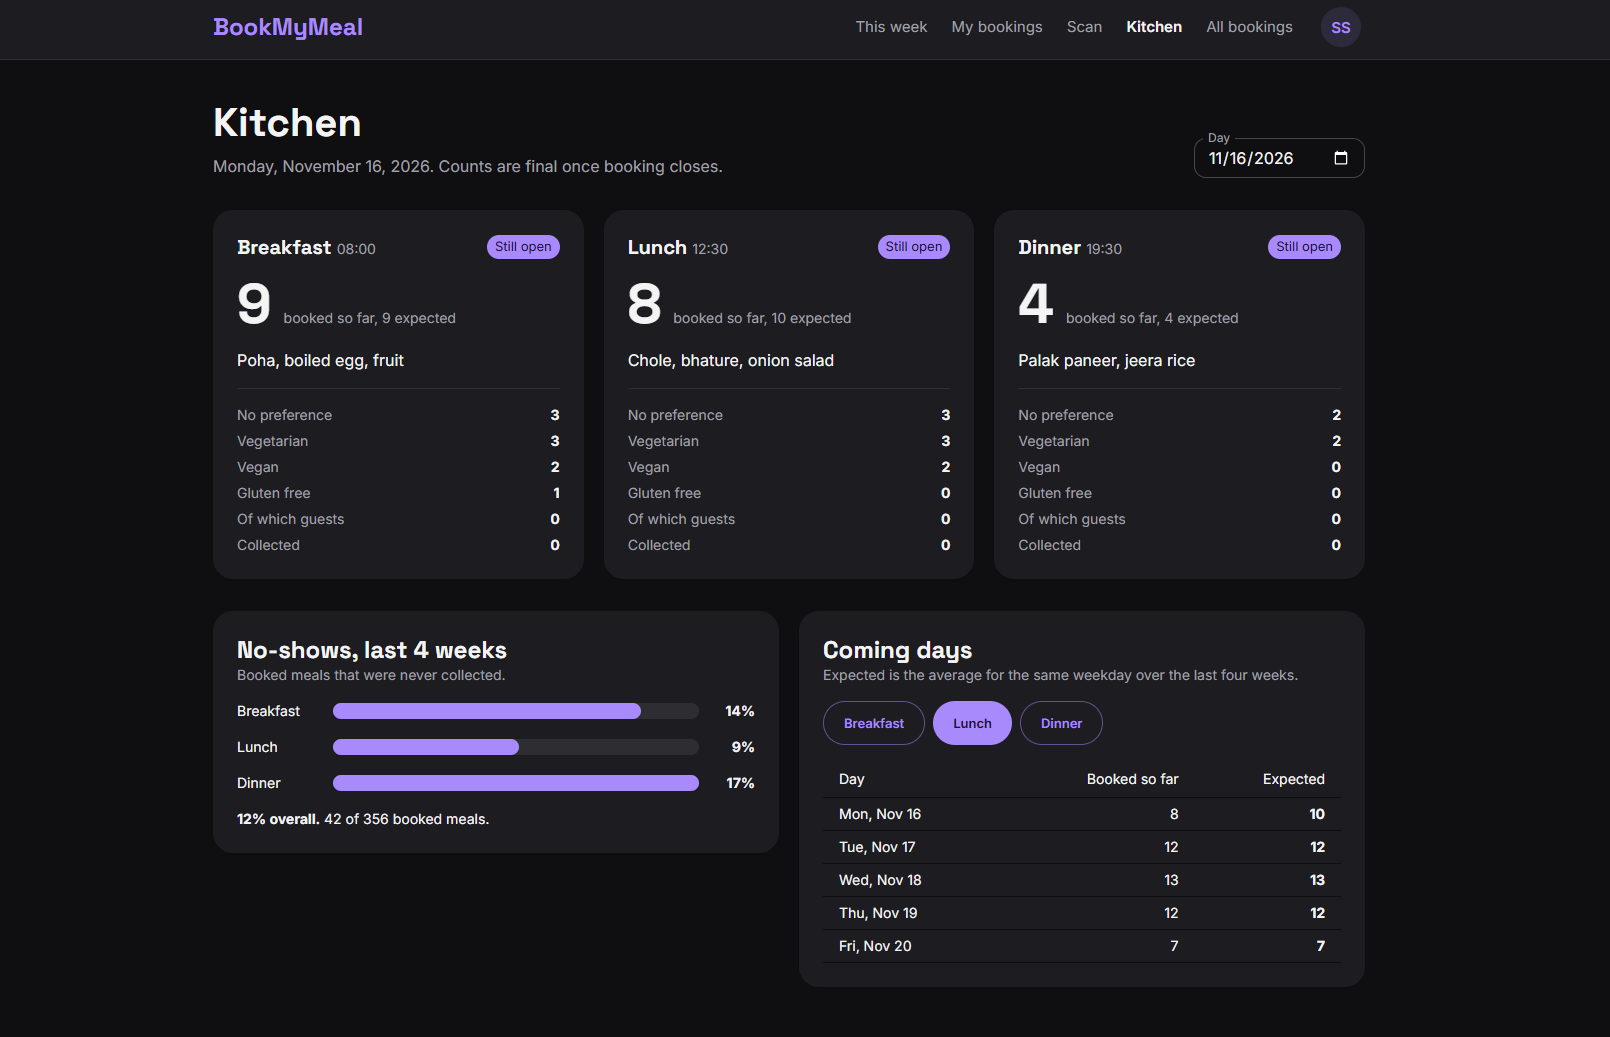 BookMyMeal
This week My bookings Scan Kitchen All bookings SS
Kitchen
Monday, November 16, 2026. Counts are final once booking closes.
Day
11/16/2026
Breakfast 08:00 Still open
9 booked so far, 9 expected
Poha, boiled egg, fruit
No preference 3
Vegetarian 3
Vegan 2
Gluten free 1
Of which guests 0
Collected 0
Lunch 12:30 Still open
8 booked so far, 10 expected
Chole, bhature, onion salad
No preference 3
Vegetarian 3
Vegan 2
Gluten free 0
Of which guests 0
Collected 0
Dinner 19:30 Still open
4 booked so far, 4 expected
Palak paneer, jeera rice
No preference 2
Vegetarian 2
Vegan 0
Gluten free 0
Of which guests 0
Collected 0
No-shows, last 4 weeks
Booked meals that were never collected.
Breakfast 14%
Lunch 9%
Dinner 17%
12% overall. 42 of 356 booked meals.
Coming days
Expected is the average for the same weekday over the last four weeks.
Breakfast Lunch Dinner
Day Booked so far Expected
Mon, Nov 16 8 10
Tue, Nov 17 12 12
Wed, Nov 18 13 13
Thu, Nov 19 12 12
Fri, Nov 20 7 7